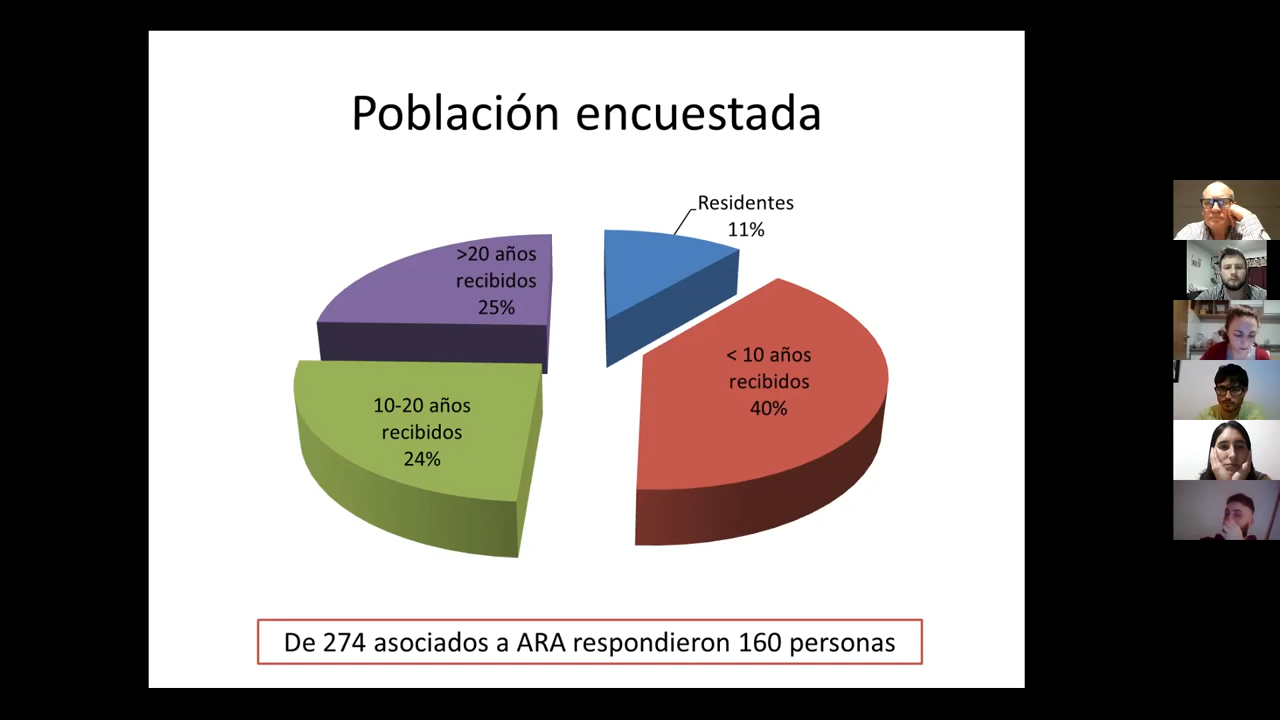 Población encuestada
Residentes
11%
>20 años
recibidos
25%
< 10 años
recibidos
40%
10-20 años
recibidos
24%
De 274 asociados a ARA respondieron 160 personas